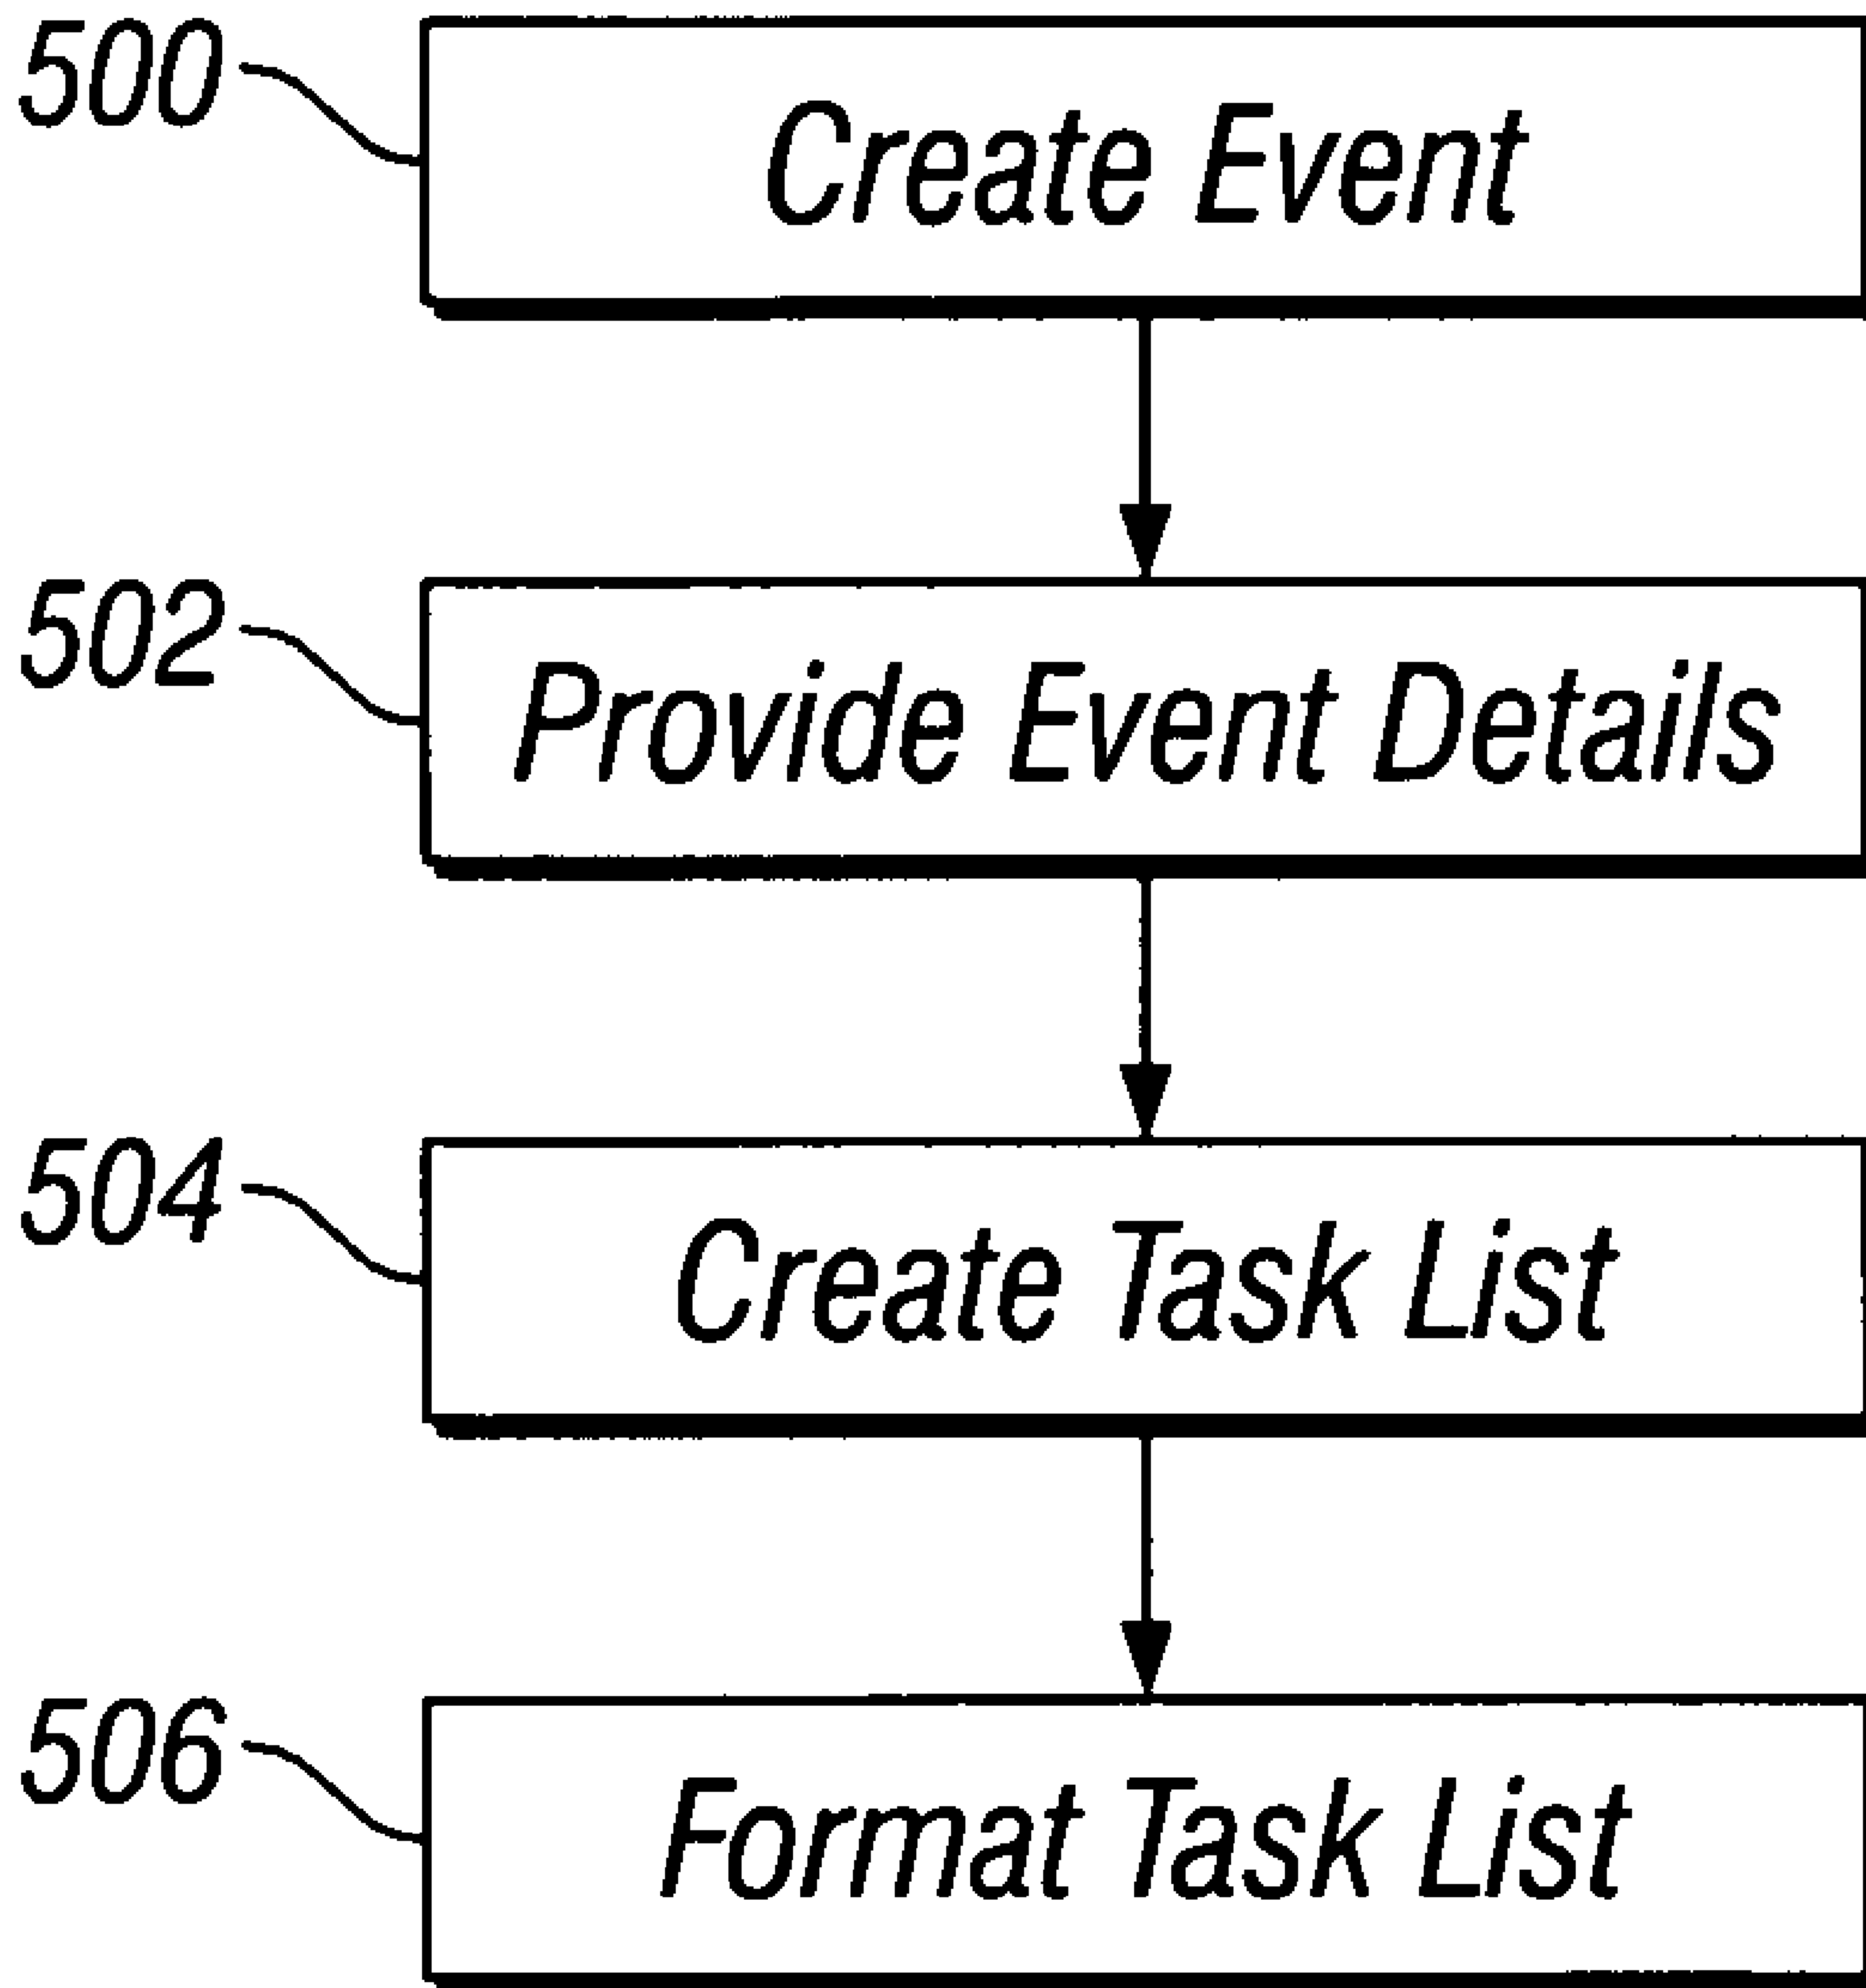 500
Create Event
502
Provide Event Details
504
Create Task List
506
Format Task List